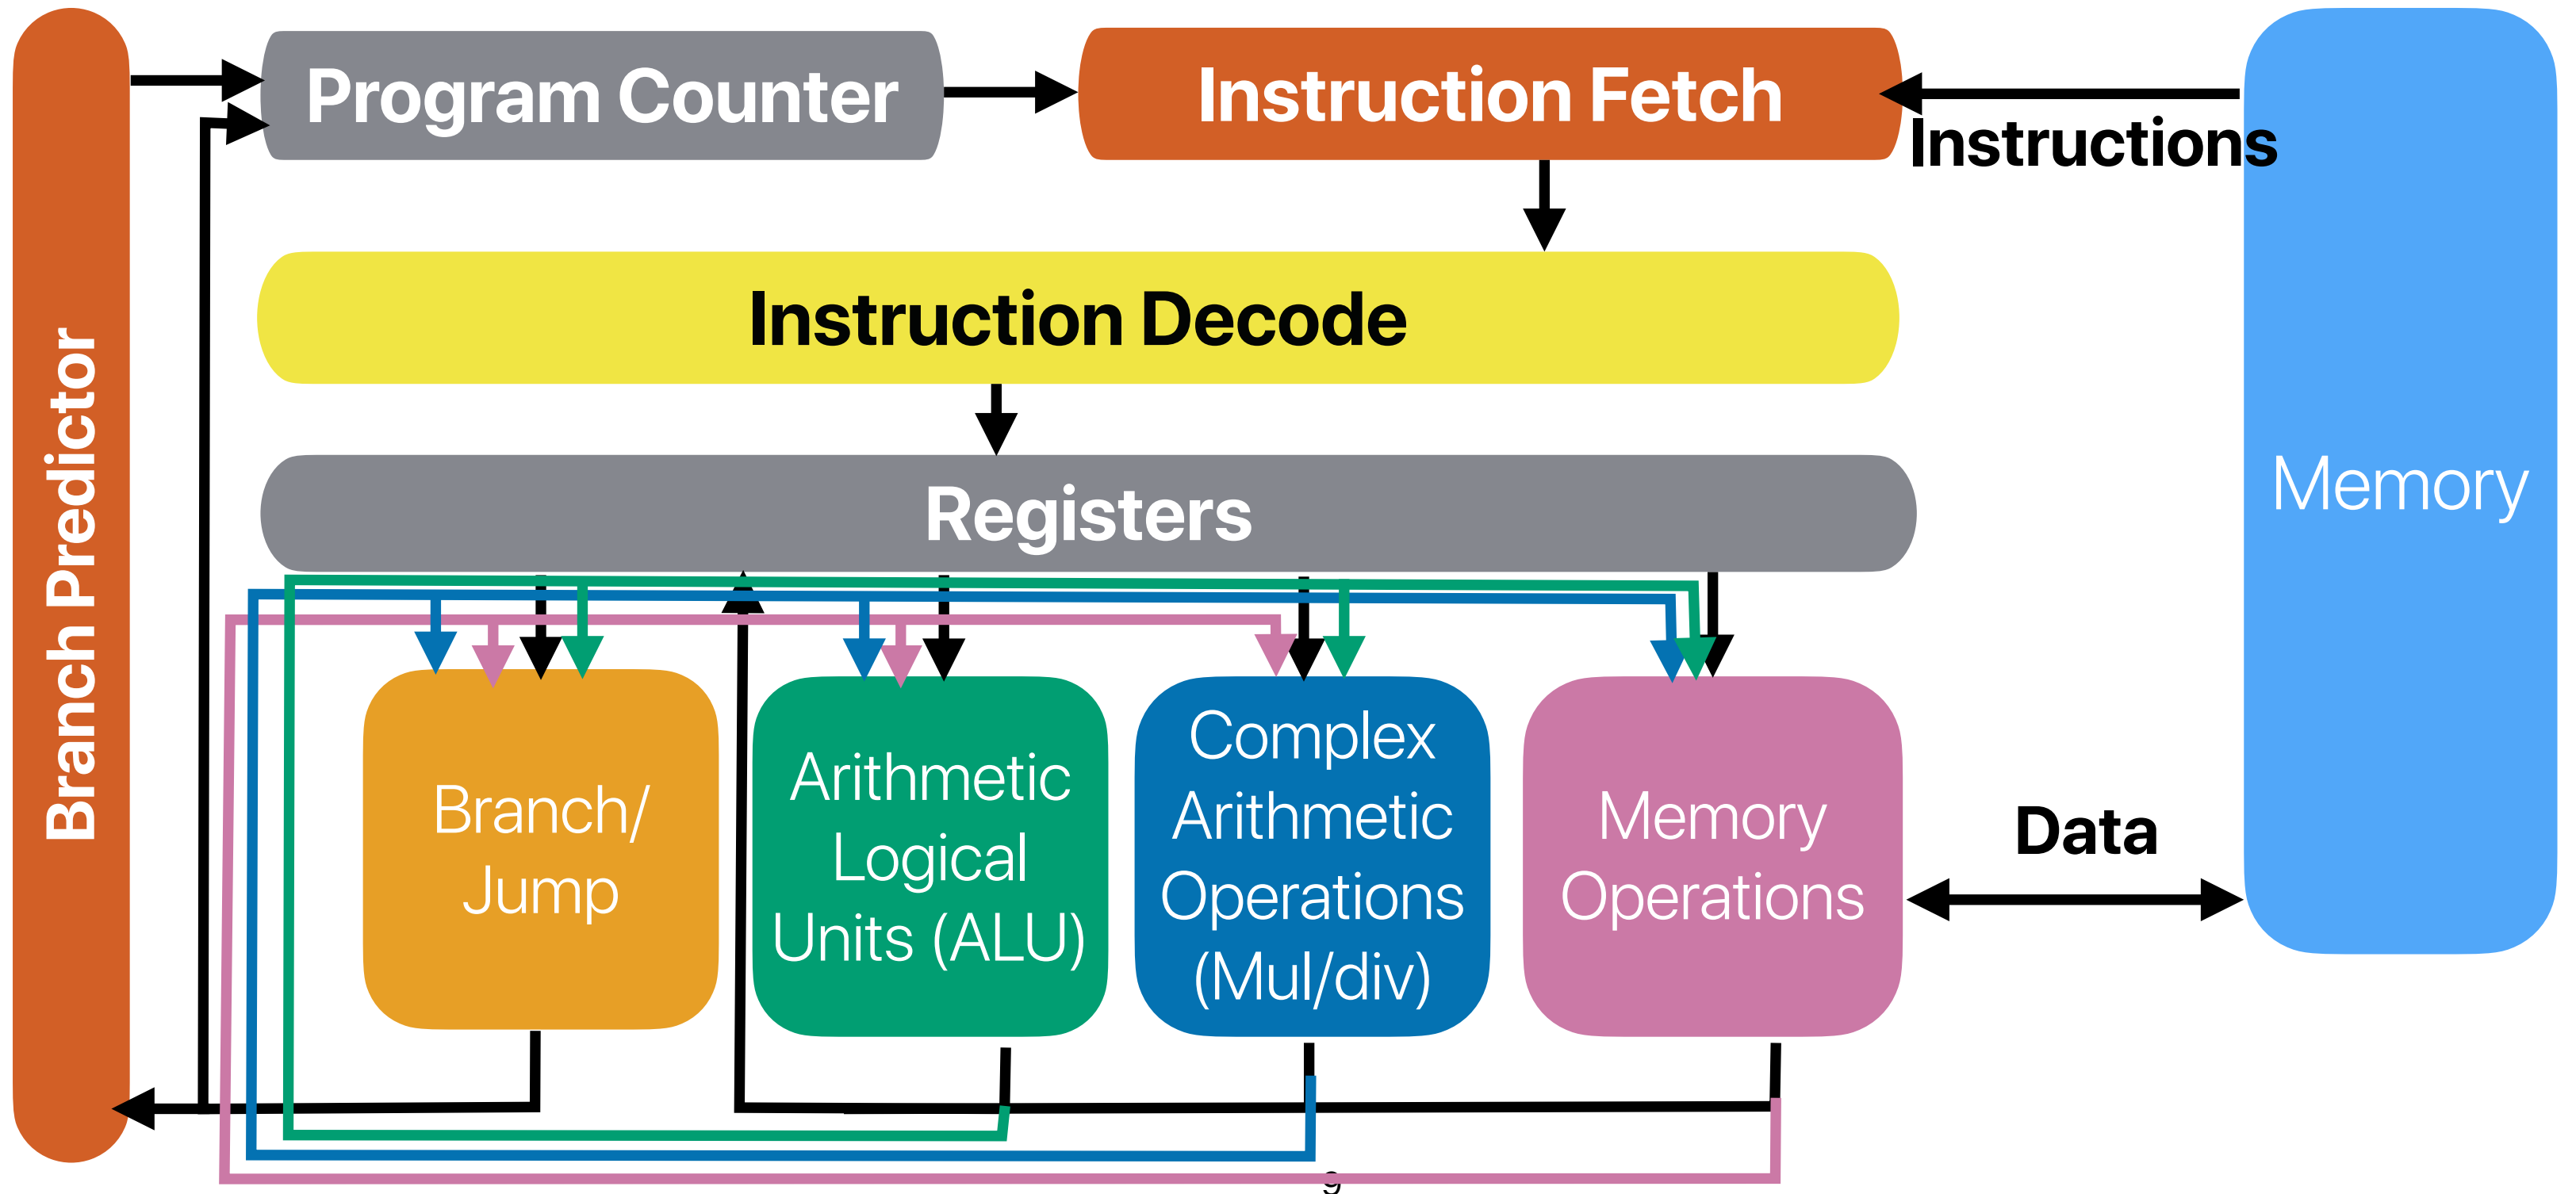 Program Counter
Instruction Fetch
Instructions
Instruction Decode
Registers
Branch Predictor
Memory
Branch/
Jump
Arithmetic
Logical
Units (ALU)
Complex
Arithmetic
Operations
(Mul/div)
Memory
Operations
Data